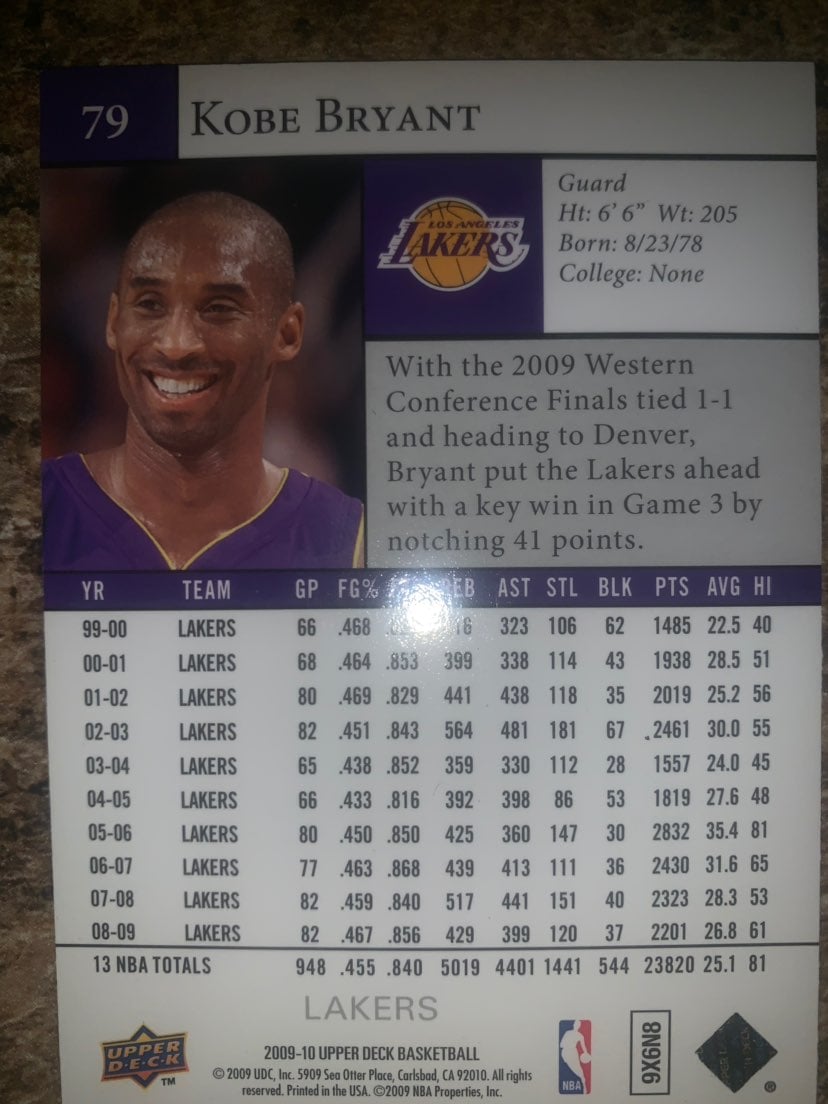 79 KOBE BRYANT
LOS ANGELES
LAKERS
Guard
Ht: 6' 6" Wt: 205
Born: 8/23/78
College: None
With the 2009 Western
Conference Finals tied 1-1
and heading to Denver,
Bryant put the Lakers ahead
with a key win in Game 3 by
notching 41 points.
YR TEAM GP FG% AST STL BLK PTS AVG HI
99-00 LAKERS 66 .468 323 106 62 1485 22.5 40
00-01 LAKERS 68 .464 .853 399 338 114 43 1938 28.5 51
01-02 LAKERS 80 .469 .829 441 438 118 35 2019 25.2 56
02-03 LAKERS 82 .451 .843 564 481 181 67 2461 30.0 55
03-04 LAKERS 65 .438 .852 359 330 112 28 1557 24.0 45
04-05 LAKERS 66 .433 .816 392 398 86 53 1819 27.6 48
05-06 LAKERS 80 .450 .850 425 360 147 30 2832 35.4 81
06-07 LAKERS 77 .463 .868 439 413 111 36 2430 31.6 65
07-08 LAKERS 82 .459 .840 517 441 151 40 2323 28.3 53
08-09 LAKERS 82 .467 .856 429 399 120 37 2201 26.8 61
13 NBA TOTALS 948 .455 .840 5019 4401 1441 544 23820 25.1 81
LAKERS
UPPER
D·E·C·K
TM
2009-10 UPPER DECK BASKETBALL
© 2009 UDC, Inc. 5909 Sea Otter Place, Carlsbad, CA 92010. All rights
reserved. Printed in the USA. ©2009 NBA Properties, Inc.
NBA
9X6N8
®